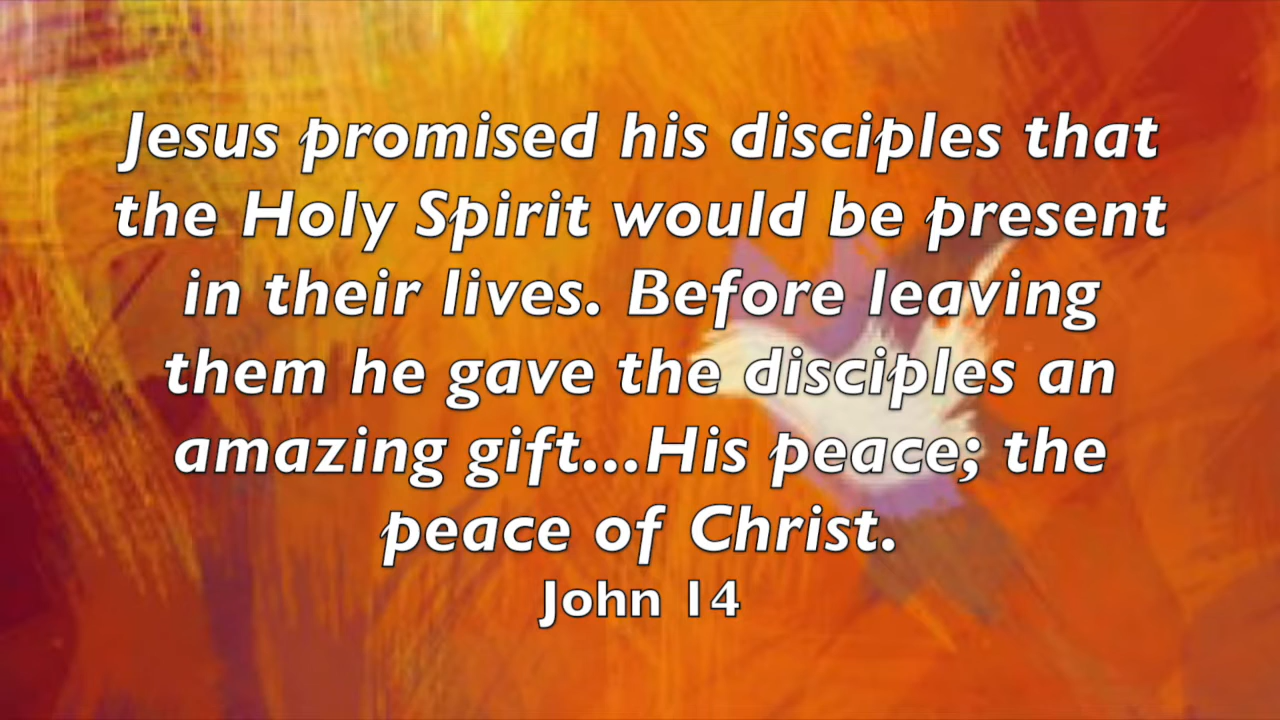 Jesus promised his disciples that
the Holy Spirit would be present
in their lives. Before leaving
them he gave the disciples an
amazing gift...His peace; the
peace of Christ.
John 14